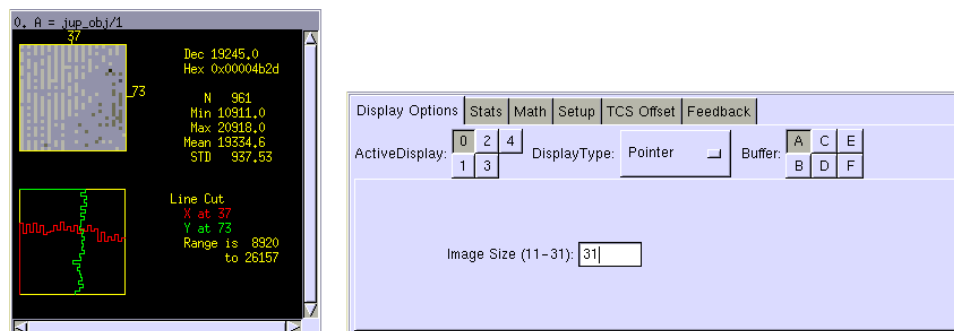 0. A = jup_obj/1
37
73
Dec 19245.0
Hex 0x00004b2d
N 961
Min 10911.0
Max 20918.0
Mean 19334.6
STD 937.53
Line Cut
X at 37
Y at 73
Range is 8920
to 26157
Display Options Stats Math Setup TCS Offset Feedback
ActiveDisplay: 0 2 4 DisplayType: Pointer Buffer: A C E
1 3 B D F
Image Size (11-31): 31